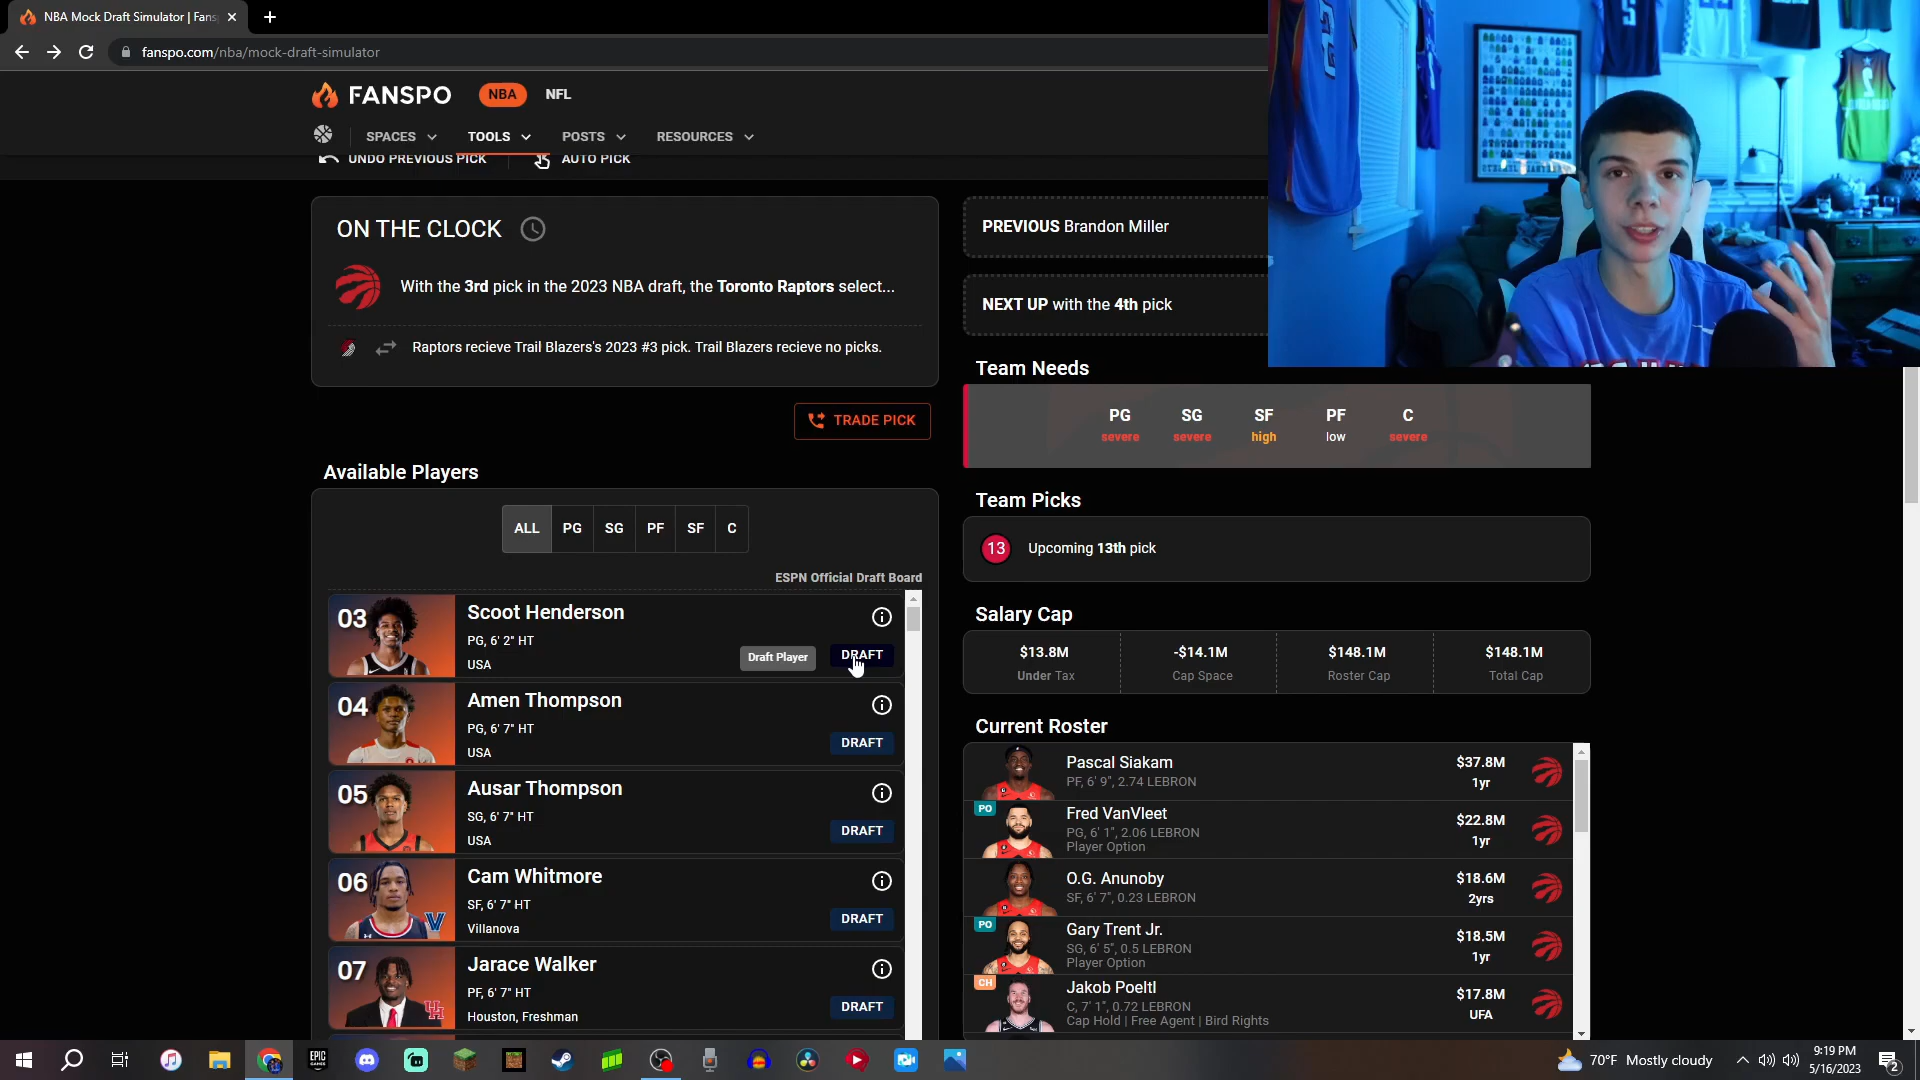 NBA Mock Draft Simulator | Fans
fanspo.com/nba/mock-draft-simulator
FANSPO NBA NFL
SPACES TOOLS POSTS RESOURCES
UNDO PREVIOUS PICK AUTO PICK
ON THE CLOCK
With the 3rd pick in the 2023 NBA draft, the Toronto Raptors select...
Raptors recieve Trail Blazers's 2023 #3 pick. Trail Blazers recieve no picks.
TRADE PICK
Available Players
ALL PG SG PF SF C
ESPN Official Draft Board
03 Scoot Henderson
PG, 6' 2" HT
USA
Draft Player
DRAFT
04 Amen Thompson
PG, 6' 7" HT
USA
DRAFT
05 Ausar Thompson
SG, 6' 7" HT
USA
DRAFT
06 Cam Whitmore
SF, 6' 7" HT
Villanova
DRAFT
07 Jarace Walker
PF, 6' 7" HT
Houston, Freshman
DRAFT
PREVIOUS Brandon Miller
NEXT UP with the 4th pick
Team Needs
PG SG SF PF C
severe severe high low severe
Team Picks
13 Upcoming 13th pick
Salary Cap
$13.8M -$14.1M $148.1M $148.1M
Under Tax Cap Space Roster Cap Total Cap
Current Roster
Pascal Siakam $37.8M
PF, 6' 9", 2.74 LEBRON 1yr
PO Fred VanVleet $22.8M
PG, 6' 1", 2.06 LEBRON
Player Option 1yr
O.G. Anunoby $18.6M
SF, 6' 7", 0.23 LEBRON 2yrs
PO Gary Trent Jr. $18.5M
SG, 6' 5", 0.5 LEBRON
Player Option 1yr
CH Jakob Poeltl $17.8M
C, 7' 1", 0.72 LEBRON
Cap Hold | Free Agent | Bird Rights UFA
EPIC GAMES
70°F Mostly cloudy
9:19 PM
5/16/2023
2